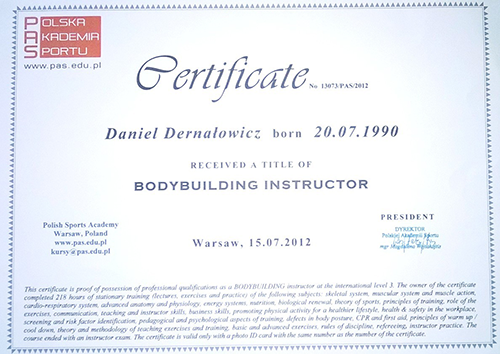 POLSKA
AKADEMIA
SPORTU
www.pas.edu.pl
Certificate No 13073/PAS/2012
Daniel Dernałowicz born 20.07.1990
RECEIVED A TITLE OF
BODYBUILDING INSTRUCTOR
PRESIDENT
Polish Sports Academy
Warsaw, Poland
www.pas.edu.pl
kursy@pas.edu.pl
DYREKTOR
Polskiej Akademii Sportu
mgr Magdalena
Warsaw, 15.07.2012
This certificate is proof of possession of professional qualifications as a BODYBUILDING instructor at the international level 3. The owner of the certificate
completed 218 hours of stationary training (lectures, exercises and practice) of the following subjects: skeletal system, muscular system and muscle action,
cardio-respiratory system, advanced anatomy and physiology, energy systems, nutrition, biological renewal, theory of sports, principles of training, role of the
exercises, communication, teaching and instructor skills, business skills, promoting physical activity for a healthier lifestyle, health & safety in the workplace,
screening and risk factor identification, pedagogical and psychological aspects of training, defects in body posture, CPR and first aid, principles of warm up /
cool down, theory and methodology of teaching exercises and training, basic and advanced exercises, rules of discipline, refereeing, instructor practice. The
course ended with an instructor exam. The certificate is valid only with a photo ID card with the same number as the number of the certificate.